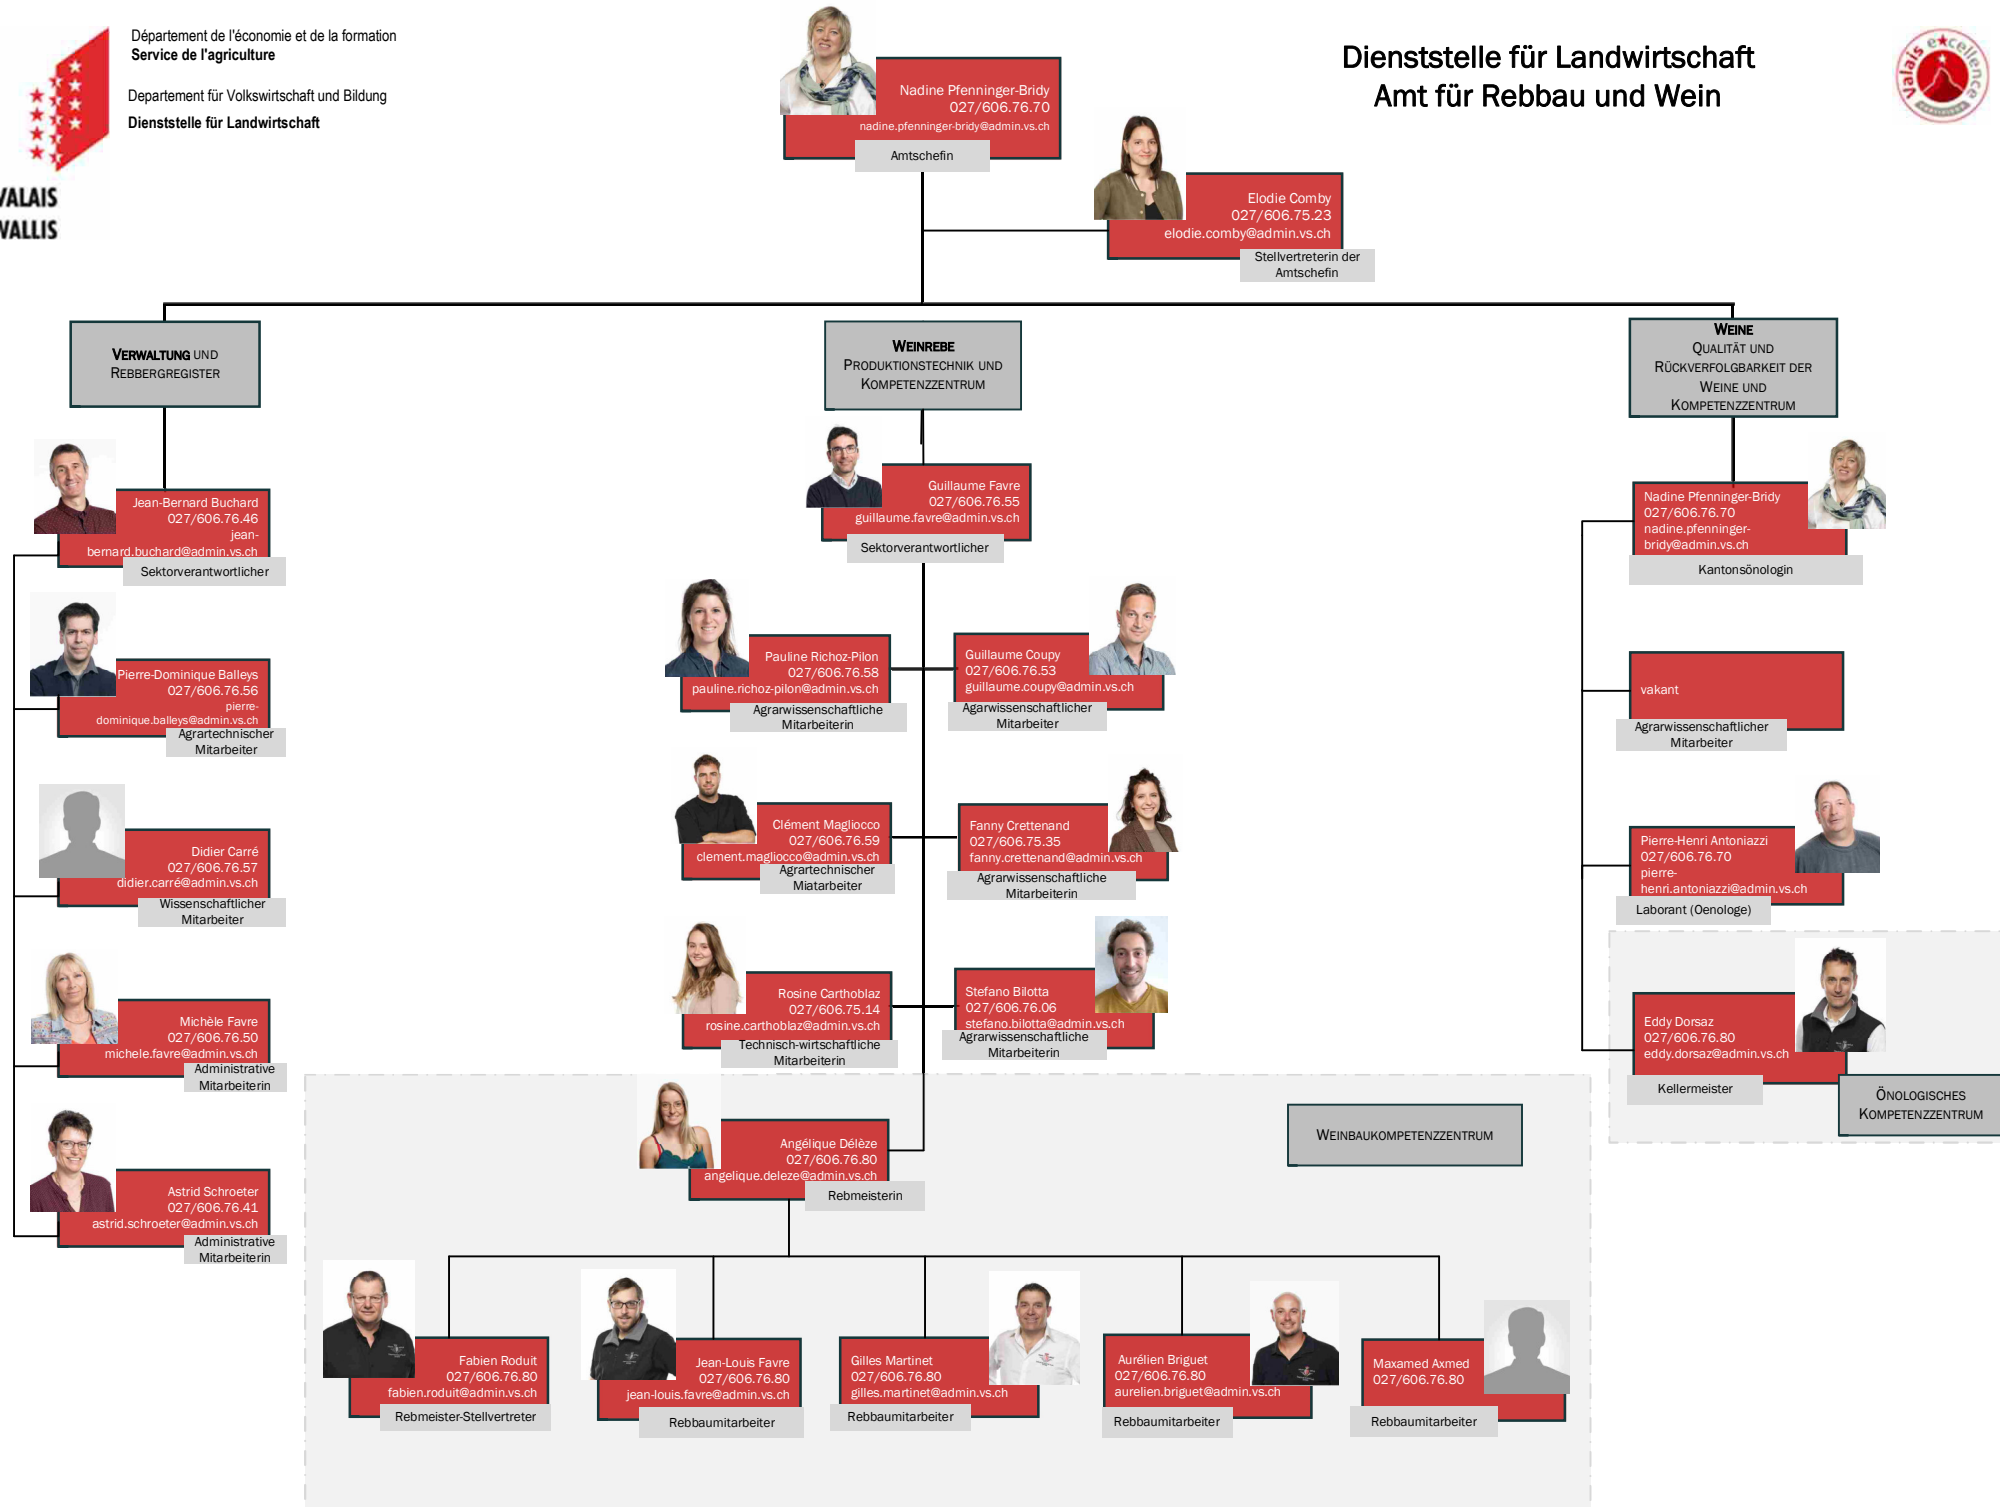 Département de l'économie et de la formation
Service de l'agriculture
Departement für Volkswirtschaft und Bildung
Dienststelle für Landwirtschaft
VALAIS
WALLIS
Dienststelle für Landwirtschaft
Amt für Rebbau und Wein
Valais excellence
Nadine Pfenninger-Bridy
027/606.76.70
nadine.pfenninger-bridy@admin.vs.ch
Amtschefin
Elodie Comby
027/606.75.23
elodie.comby@admin.vs.ch
Stellvertreterin der
Amtschefin
VERWALTUNG UND
REBBERGREGISTER
Jean-Bernard Buchard
027/606.76.46
jean-
bernard.buchard@admin.vs.ch
Sektorverantwortlicher
Pierre-Dominique Balleys
027/606.76.56
pierre-
dominique.balleys@admin.vs.ch
Agrartechnischer
Mitarbeiter
Didier Carré
027/606.76.57
didier.carré@admin.vs.ch
Wissenschaftlicher
Mitarbeiter
Michèle Favre
027/606.76.50
michele.favre@admin.vs.ch
Administrative
Mitarbeiterin
Astrid Schroeter
027/606.76.41
astrid.schroeter@admin.vs.ch
Administrative
Mitarbeiterin
WEINREBE
PRODUKTIONSTECHNIK UND
KOMPETENZZENTRUM
Guillaume Favre
027/606.76.55
guillaume.favre@admin.vs.ch
Sektorverantwortlicher
Pauline Richoz-Pilon
027/606.76.58
pauline.richoz-pilon@admin.vs.ch
Agrarwissenschaftliche
Mitarbeiterin
Guillaume Coupy
027/606.76.53
guillaume.coupy@admin.vs.ch
Agarwissenschaftlicher
Mitarbeiter
Clément Magliocco
027/606.76.59
clement.magliocco@admin.vs.ch
Agrartechnischer
Miatarbeiter
Fanny Crettenand
027/606.75.35
fanny.crettenand@admin.vs.ch
Agrarwissenschaftliche
Mitarbeiterin
Rosine Carthoblaz
027/606.75.14
rosine.carthoblaz@admin.vs.ch
Technisch-wirtschaftliche
Mitarbeiterin
Stefano Bilotta
027/606.76.06
stefano.bilotta@admin.vs.ch
Agrarwissenschaftliche
Mitarbeiterin
Angélique Délèze
027/606.76.80
angelique.deleze@admin.vs.ch
Rebmeisterin
WEINBAUKOMPETENZZENTRUM
Fabien Roduit
027/606.76.80
fabien.roduit@admin.vs.ch
Rebmeister-Stellvertreter
Jean-Louis Favre
027/606.76.80
jean-louis.favre@admin.vs.ch
Rebbaumitarbeiter
Gilles Martinet
027/606.76.80
gilles.martinet@admin.vs.ch
Rebbaumitarbeiter
Aurélien Briguet
027/606.76.80
aurelien.briguet@admin.vs.ch
Rebbaumitarbeiter
Maxamed Axmed
027/606.76.80
Rebbaumitarbeiter
WEINE
QUALITÄT UND
RÜCKVERFOLGBARKEIT DER
WEINE UND
KOMPETENZZENTRUM
Nadine Pfenninger-Bridy
027/606.76.70
nadine.pfenninger-
bridy@admin.vs.ch
Kantonsönologin
vakant
Agrarwissenschaftlicher
Mitarbeiter
Pierre-Henri Antoniazzi
027/606.76.70
pierre-
henri.antoniazzi@admin.vs.ch
Laborant (Oenologe)
Eddy Dorsaz
027/606.76.80
eddy.dorsaz@admin.vs.ch
Kellermeister
ÖNOLOGISCHES
KOMPETENZZENTRUM